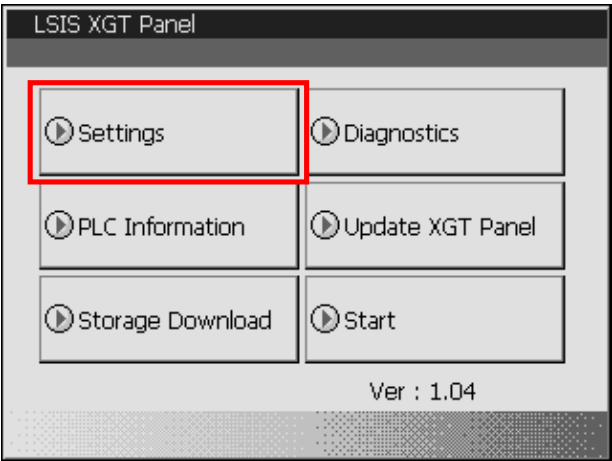 LSIS XGT Panel
Settings
Diagnostics
PLC Information
Update XGT Panel
Storage Download
Start
Ver : 1.04